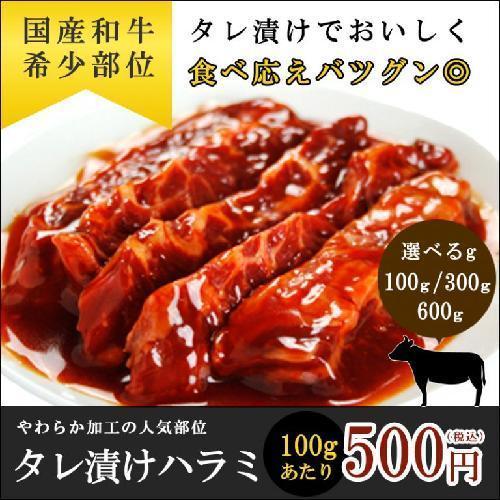 国産和牛
希少部位
タレ漬けでおいしく
食べ応えバツグン◎
選べるg
100g/300g
600g
やわらか加工の人気部位
タレ漬けハラミ
100g
あたり
500円
(税込)